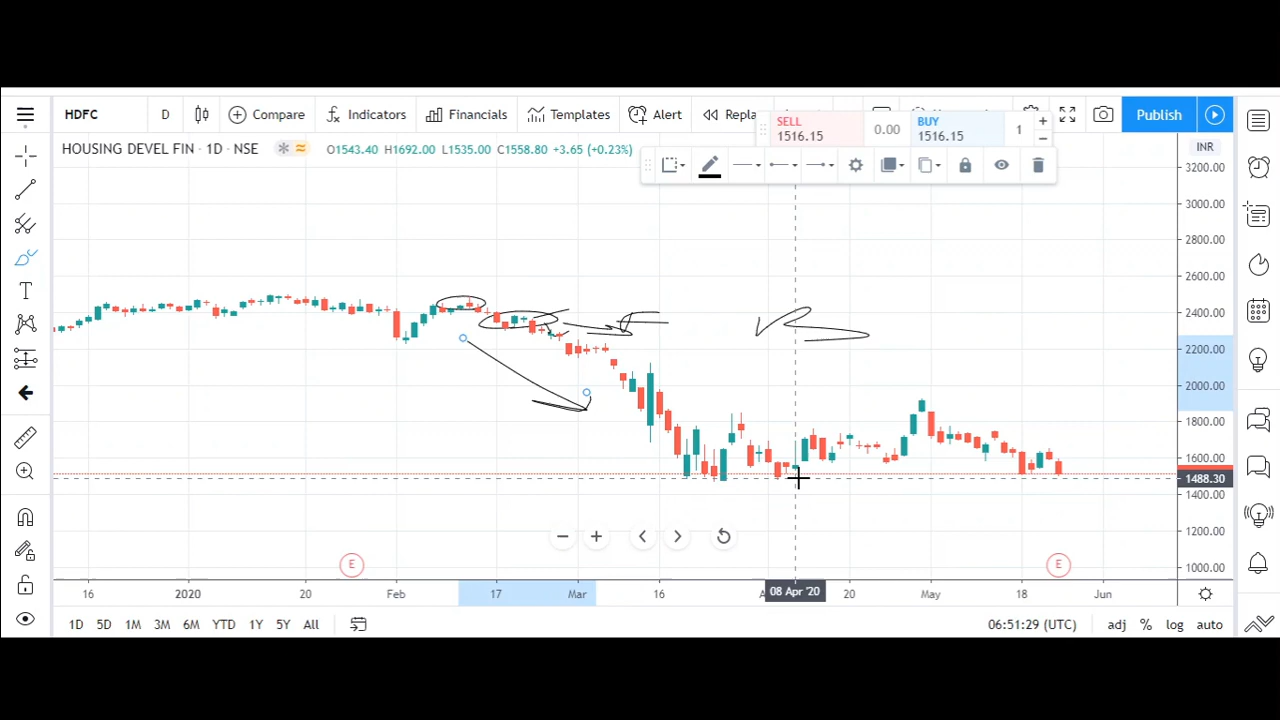 HDFC D Compare Indicators Financials Templates Alert Publish
SELL 1516.15 0.00 BUY 1516.15 1
HOUSING DEVEL FIN · 1D · NSE O1543.40 H1692.00 L1535.00 C1558.80 +3.65 (+0.23%) INR
3200.00
3000.00
2800.00
2600.00
2400.00
2200.00
2000.00
1800.00
1600.00
1488.30
1400.00
1200.00
1000.00
E E
16 2020 20 Feb 17 Mar 16 08 Apr '20 20 May 18 Jun
1D 5D 1M 3M 6M YTD 1Y 5Y All 06:51:29 (UTC) adj % log auto